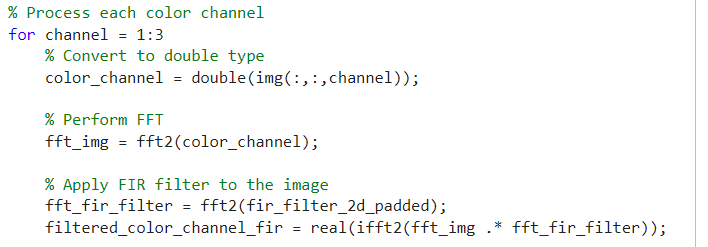 % Process each color channel
for channel = 1:3
% Convert to double type
color_channel = double(img(:,:,channel));
% Perform FFT
fft_img = fft2(color_channel);
% Apply FIR filter to the image
fft_fir_filter = fft2(fir_filter_2d_padded);
filtered_color_channel_fir = real(ifft2(fft_img .* fft_fir_filter));